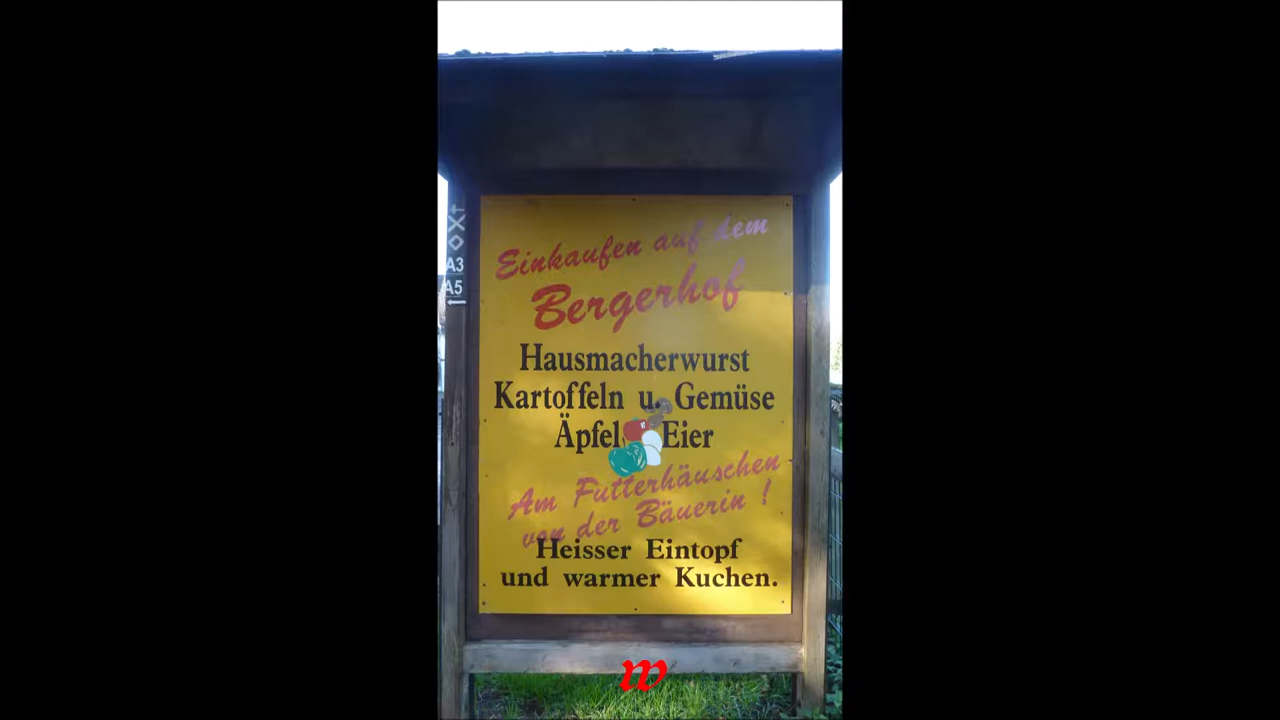 Einkaufen auf dem
Bergerhof
Hausmacherwurst
Kartoffeln u. Gemüse
Äpfel Eier
Am Futterhäuschen
von der Bäuerin !
Heisser Eintopf
und warmer Kuchen.
A3
A5
w